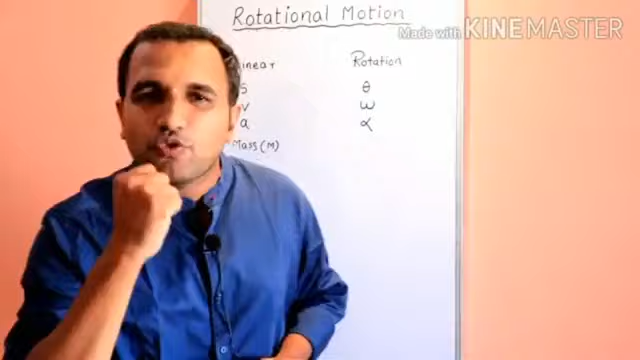 Rotational Motion
Made with KINEMASTER
inear Rotation
S θ
V ω
a α
Mass (M)